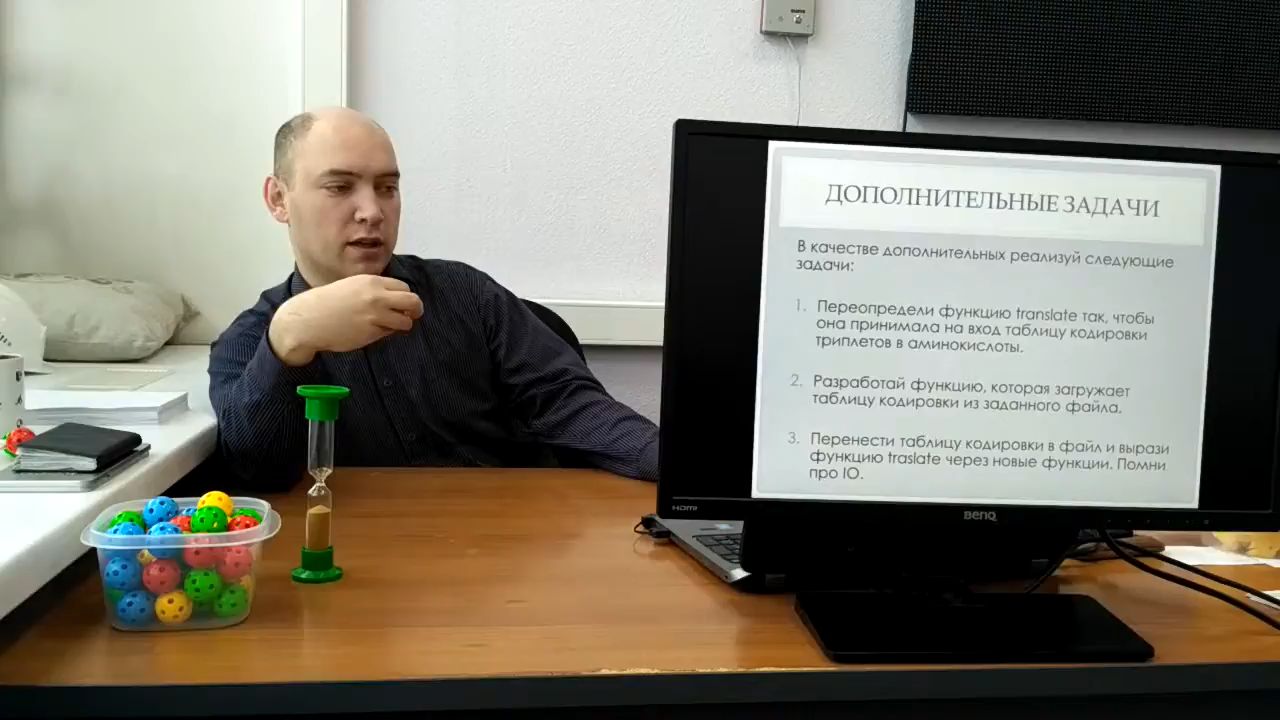 ДОПОЛНИТЕЛЬНЫЕ ЗАДАЧИ
В качестве дополнительных реализуй следующие
задачи:
1. Переопредели функцию translate так, чтобы
она принимала на вход таблицу кодировки
триплетов в аминокислоты.
2. Разработай функцию, которая загружает
таблицу кодировки из заданного файла.
3. Перенести таблицу кодировки в файл и вырази
функцию traslate через новые функции. Помни
про IO.
HDMI
BenQ